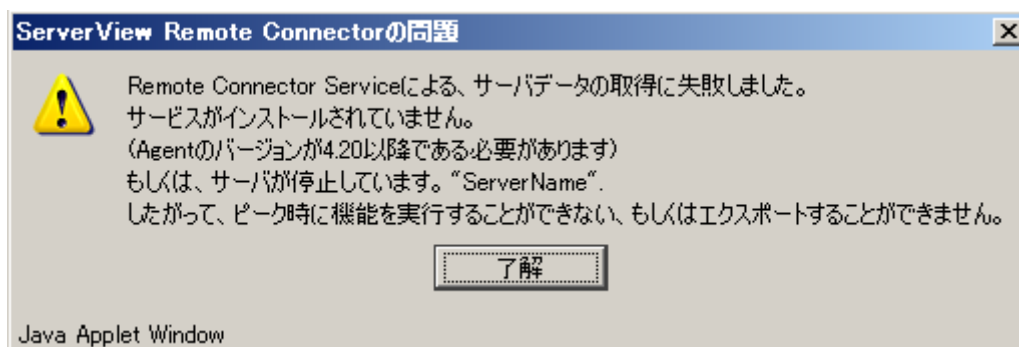 ServerView Remote Connectorの問題
Remote Connector Serviceによる、サーバデータの取得に失敗しました。
サービスがインストールされていません。
(Agentのバージョンが4.20以降である必要があります)
もしくは、サーバが停止しています。"ServerName".
したがって、ピーク時に機能を実行することができない、もしくはエクスポートすることができません。
了解
Java Applet Window